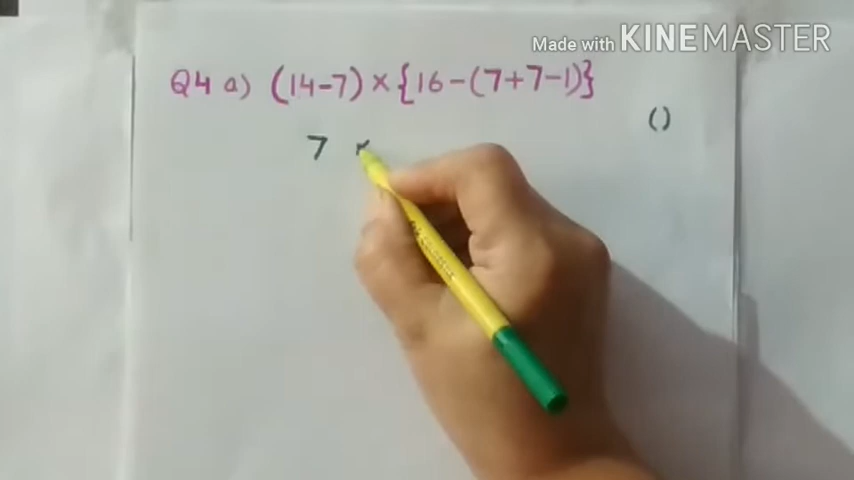 Made with KINEMASTER
Q4 a) (14-7) × {16-(7+7-1)}
()
7